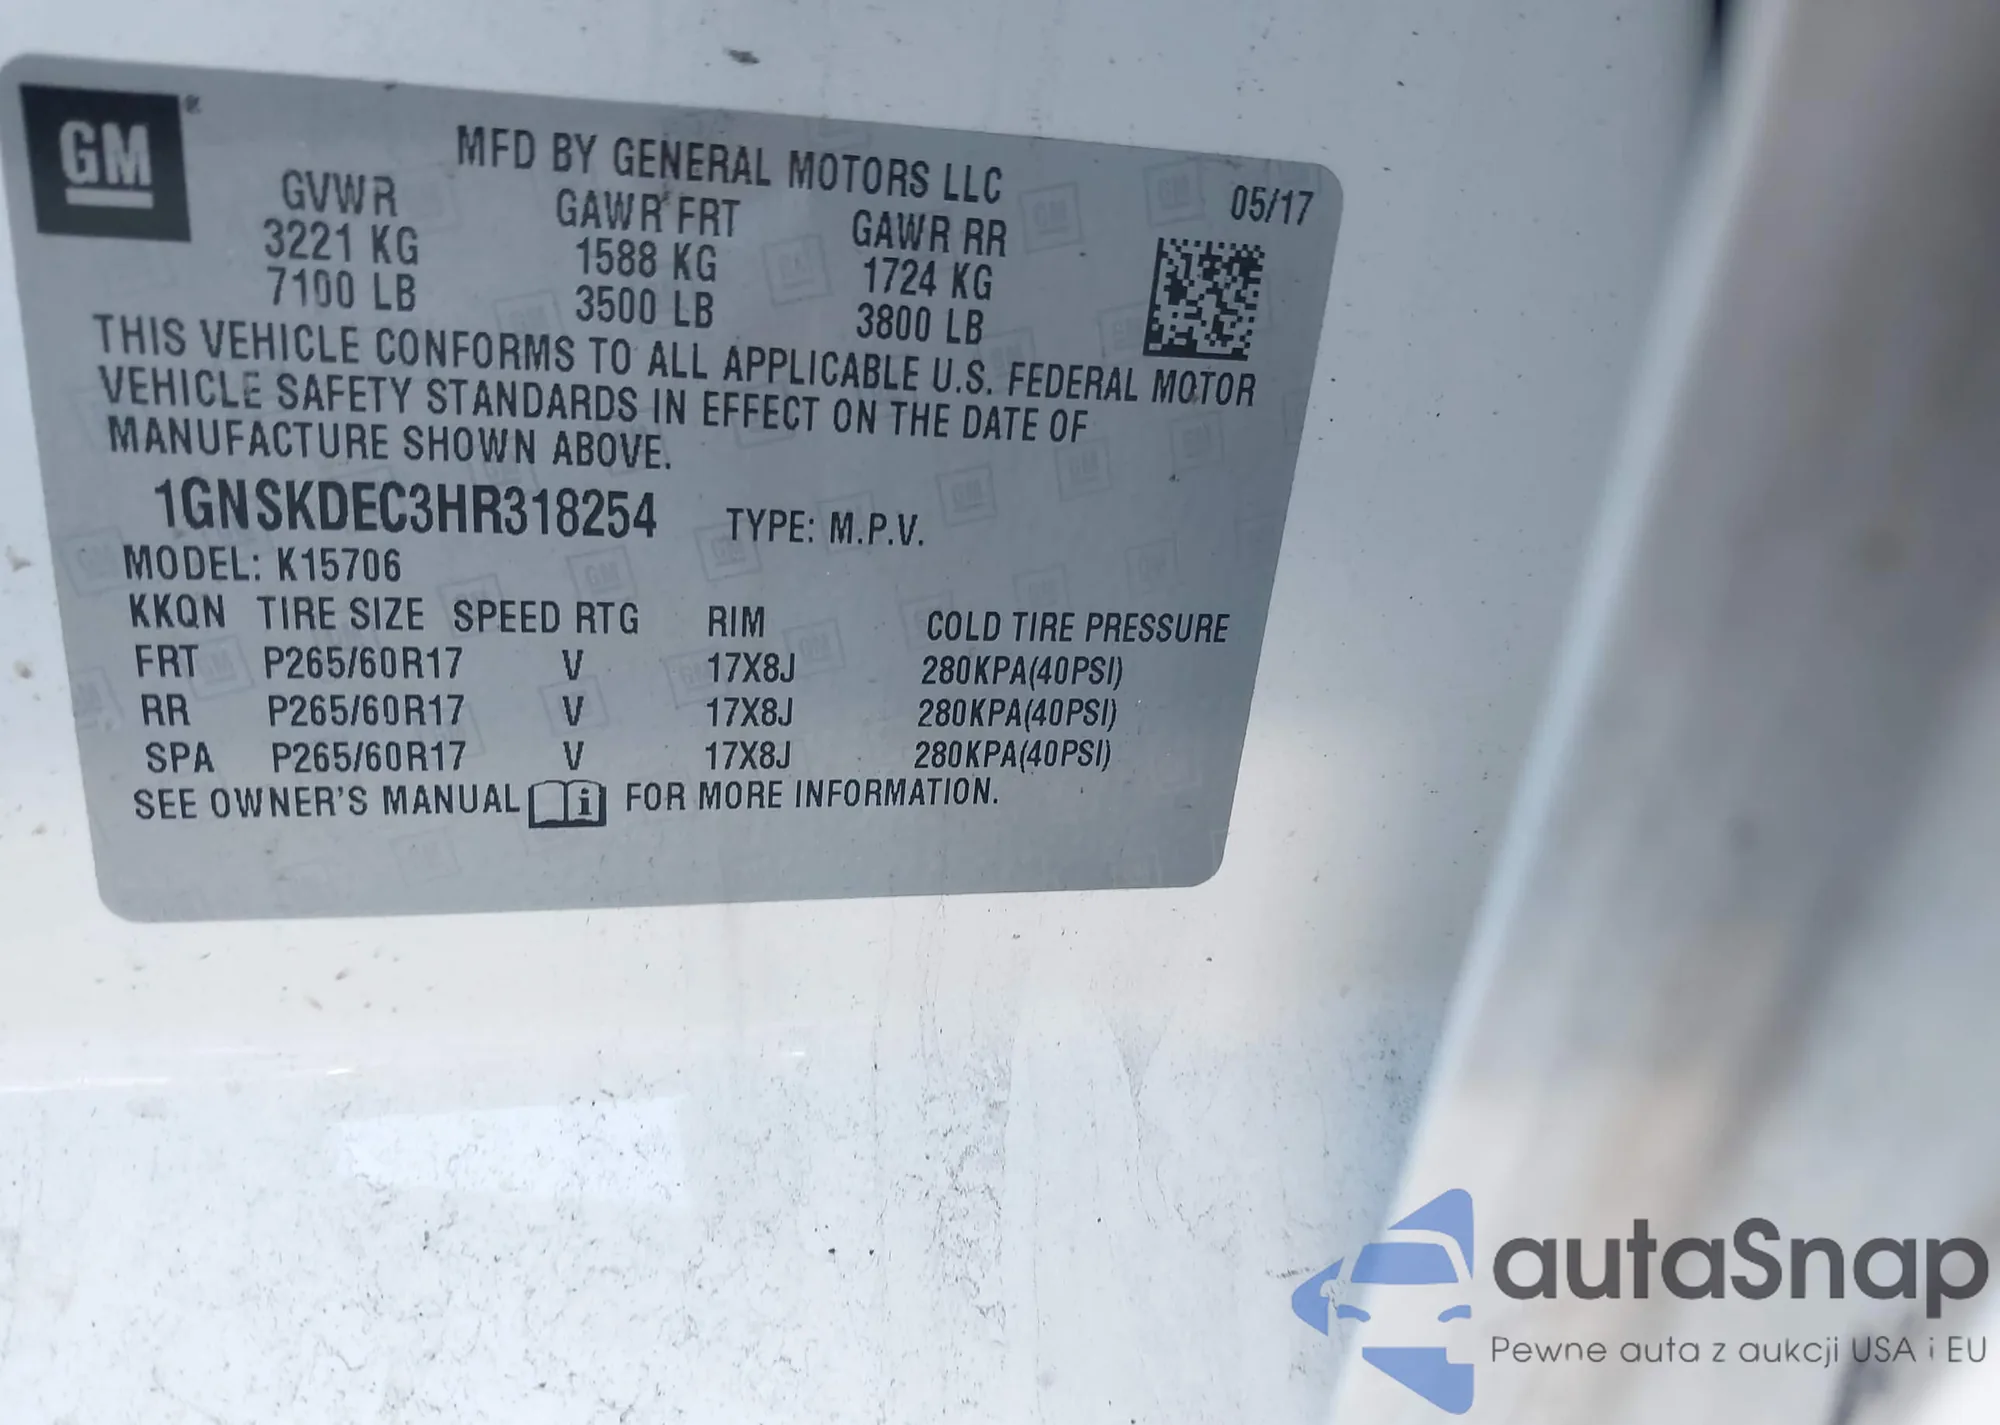 GM
MFD BY GENERAL MOTORS LLC
05/17
GVWR GAWR FRT GAWR RR
3221 KG 1588 KG 1724 KG
7100 LB 3500 LB 3800 LB
THIS VEHICLE CONFORMS TO ALL APPLICABLE U.S. FEDERAL MOTOR
VEHICLE SAFETY STANDARDS IN EFFECT ON THE DATE OF
MANUFACTURE SHOWN ABOVE.
1GNSKDEC3HR318254 TYPE: M.P.V.
MODEL: K15706
KKQN TIRE SIZE SPEED RTG RIM COLD TIRE PRESSURE
FRT P265/60R17 V 17X8J 280KPA(40PSI)
RR P265/60R17 V 17X8J 280KPA(40PSI)
SPA P265/60R17 V 17X8J 280KPA(40PSI)
SEE OWNER'S MANUAL i FOR MORE INFORMATION.
autaSnap
Pewne auta z aukcji USA i EU